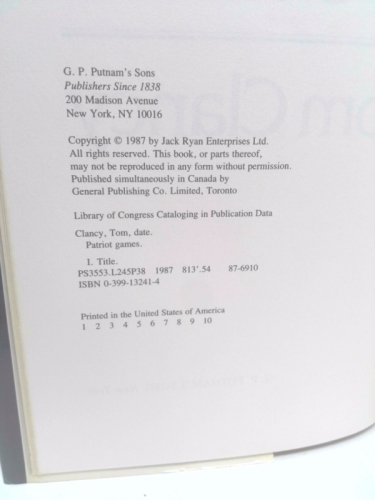 G. P. Putnam's Sons
Publishers Since 1838
200 Madison Avenue
New York, NY 10016
Copyright © 1987 by Jack Ryan Enterprises Ltd.
All rights reserved. This book, or parts thereof,
may not be reproduced in any form without permission.
Published simultaneously in Canada by
General Publishing Co. Limited, Toronto
Library of Congress Cataloging in Publication Data
Clancy, Tom, date.
Patriot games.
I. Title.
PS3553.L245P38 1987 813'.54 87-6910
ISBN 0-399-13241-4
Printed in the United States of America
1 2 3 4 5 6 7 8 9 10